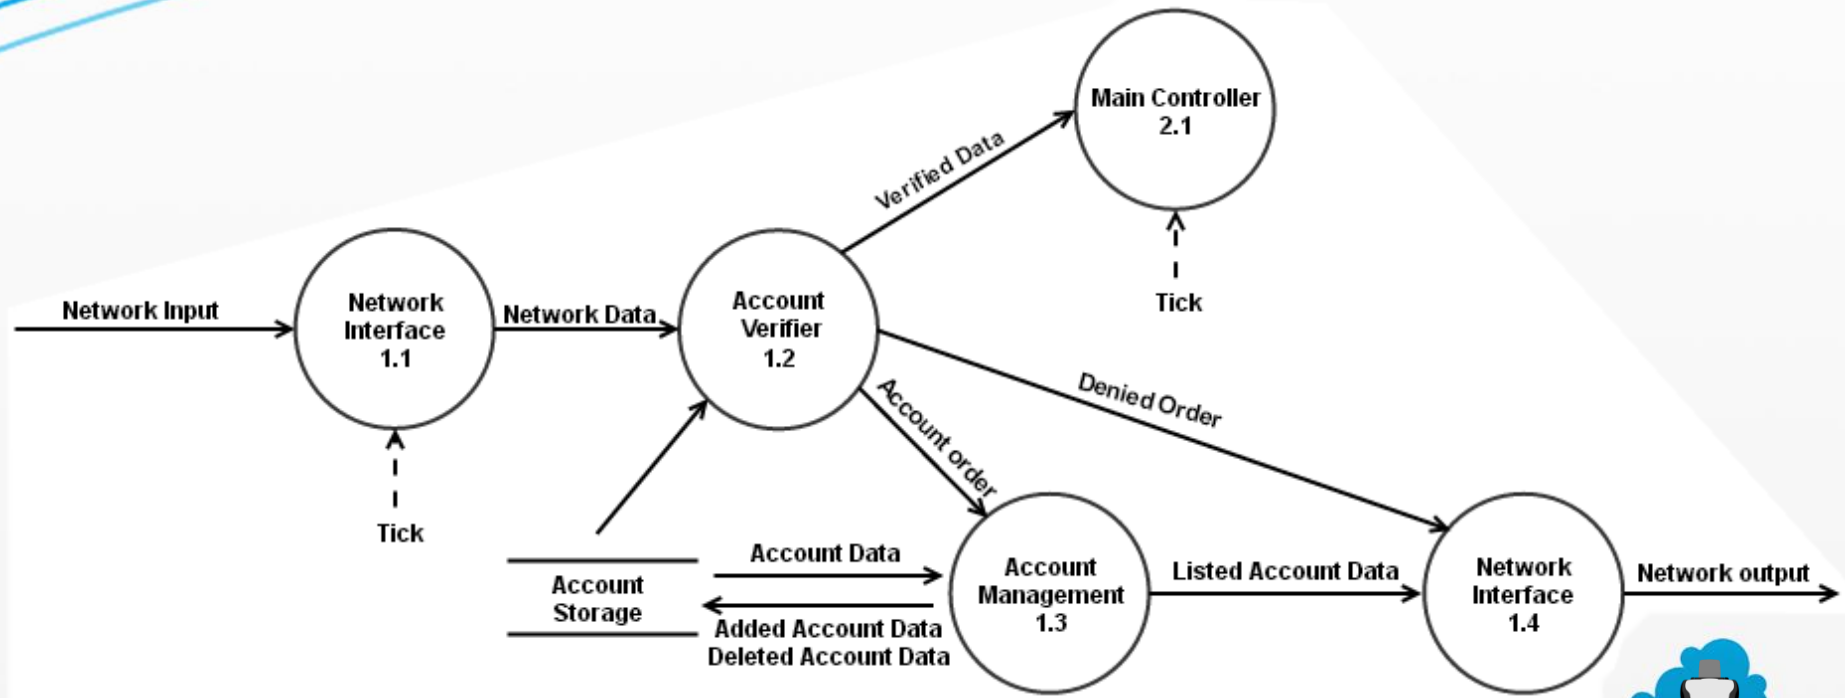 Main Controller
2.1
Verified Data
Tick
Network Input
Network
Interface
1.1
Network Data
Account
Verifier
1.2
Tick
Denied Order
Account order
Account
Storage
Account Data
Added Account Data
Deleted Account Data
Account
Management
1.3
Listed Account Data
Network
Interface
1.4
Network output